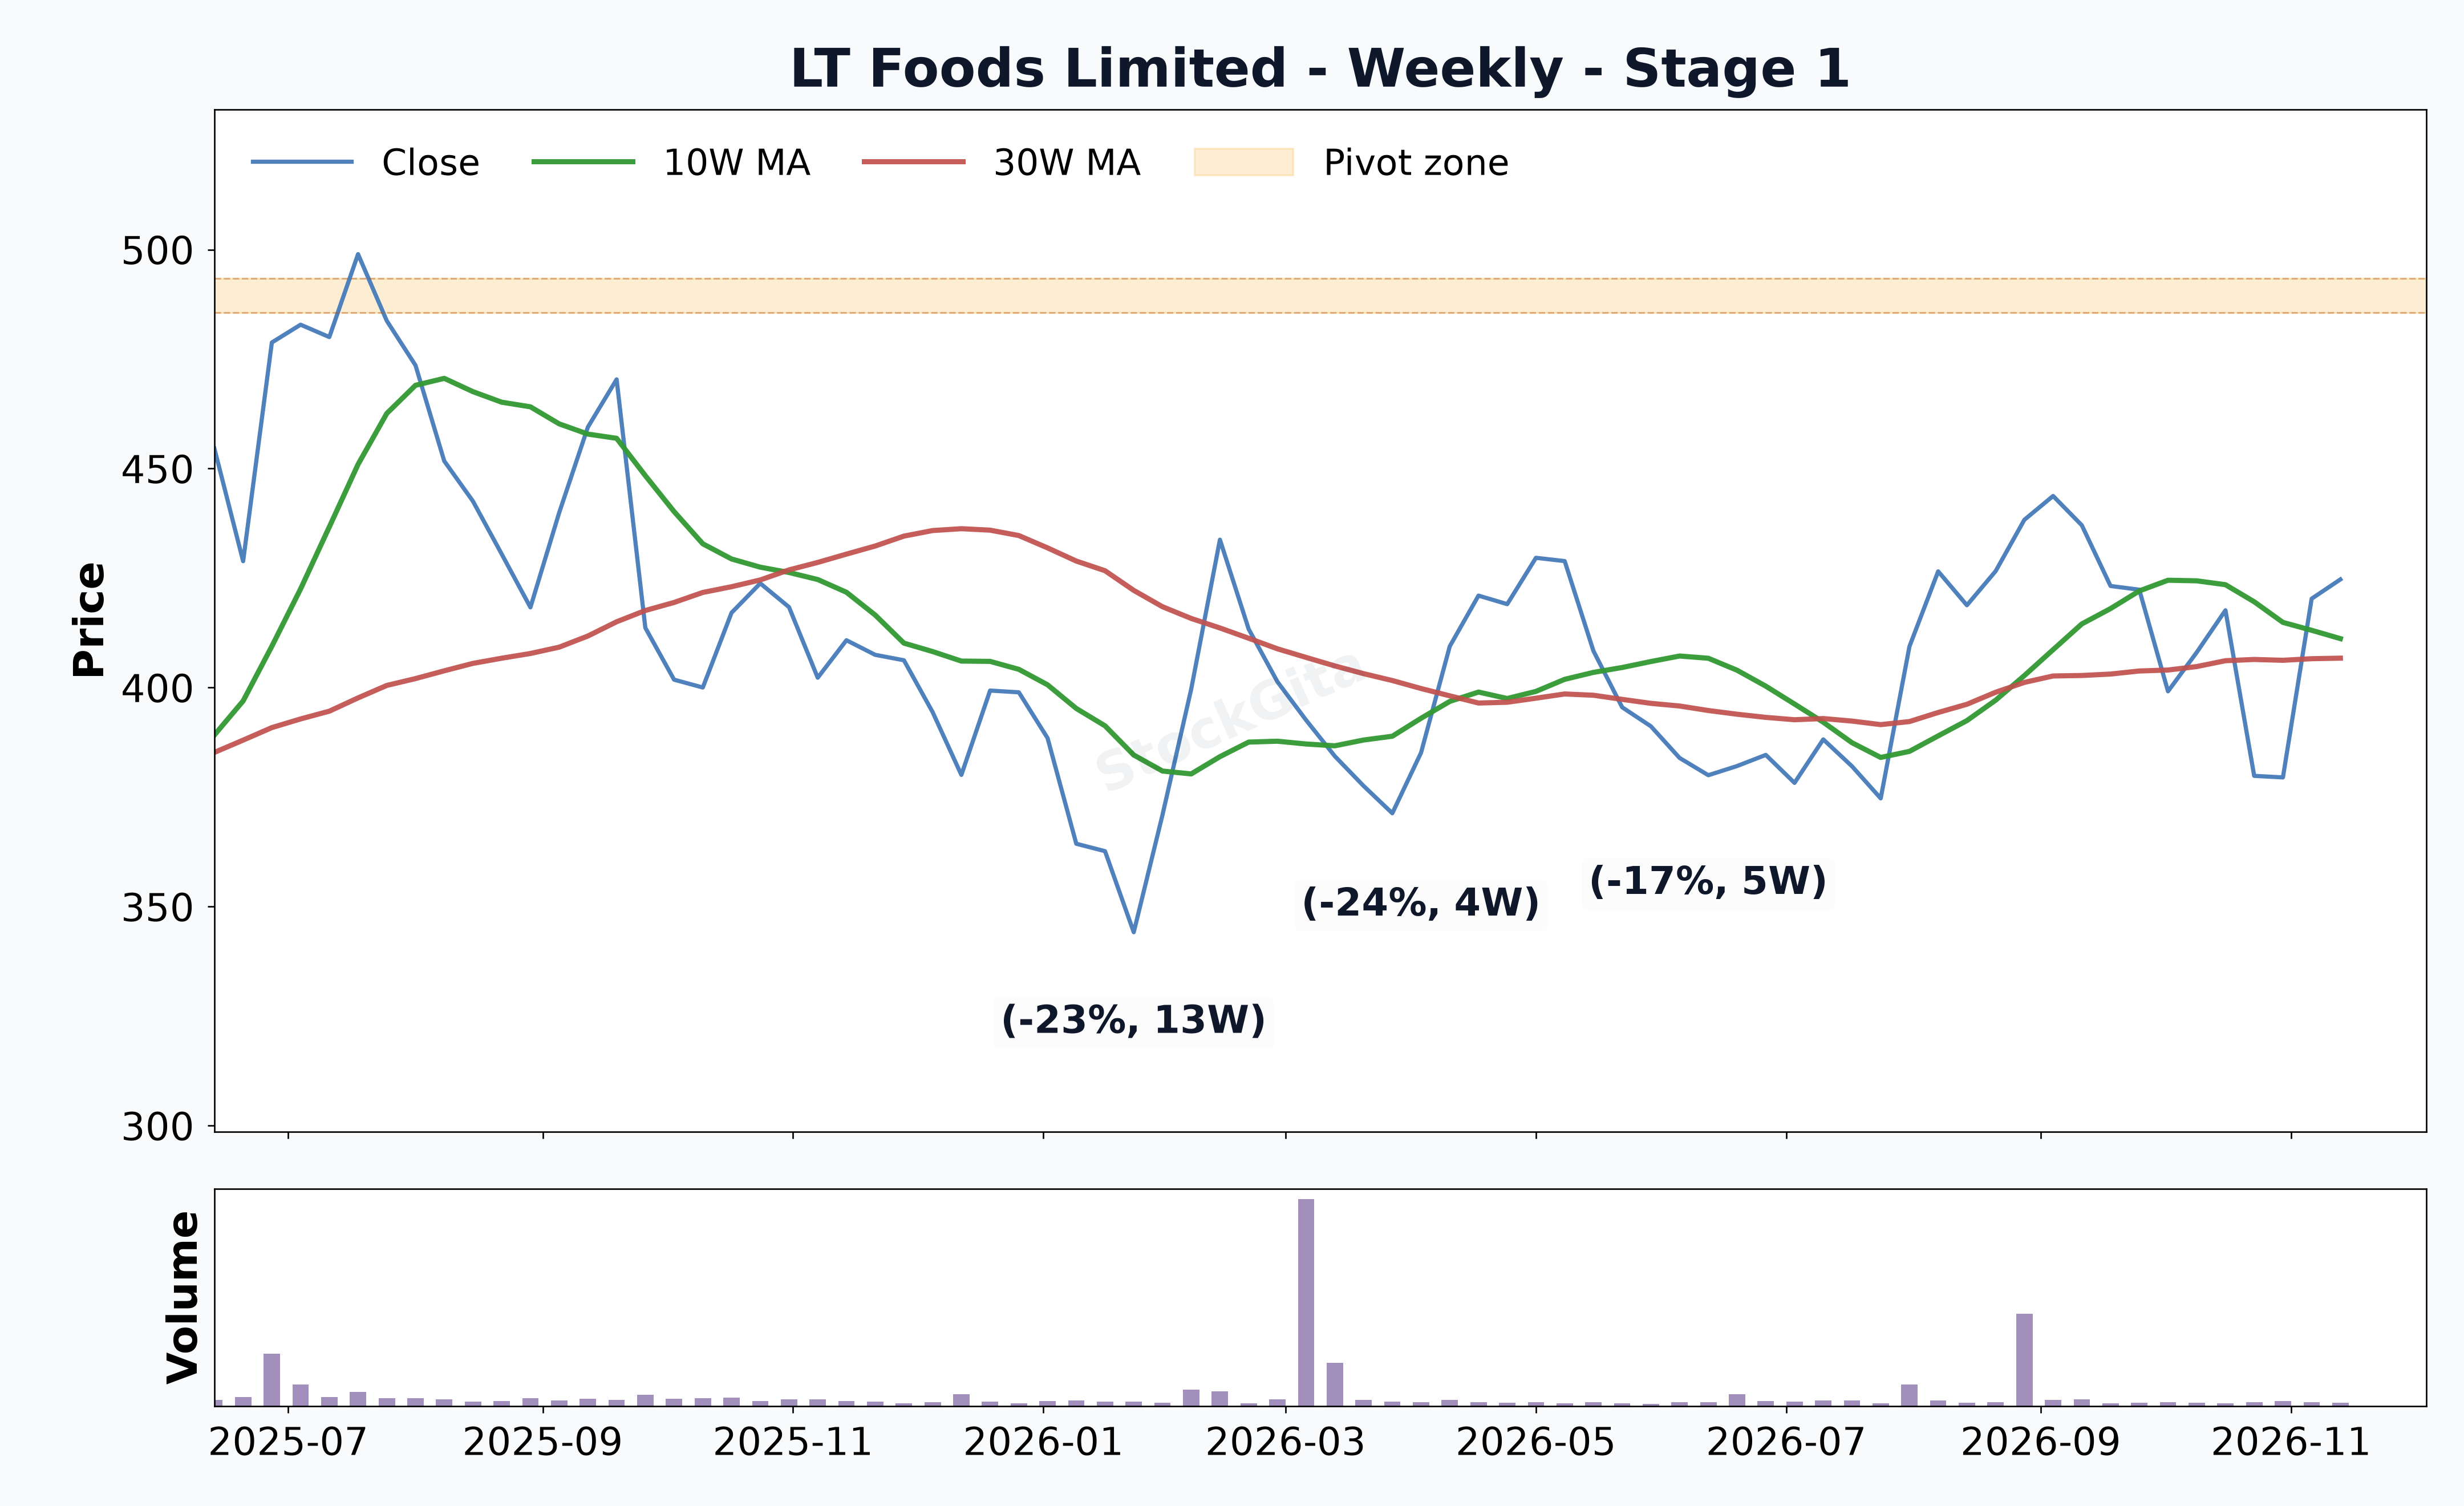 LT Foods Limited - Weekly - Stage 1
Close
10W MA
30W MA
Pivot zone
500
450
400
350
300
Price
StockGita
(-24%, 4W)
(-17%, 5W)
(-23%, 13W)
Volume
2025-07
2025-09
2025-11
2026-01
2026-03
2026-05
2026-07
2026-09
2026-11